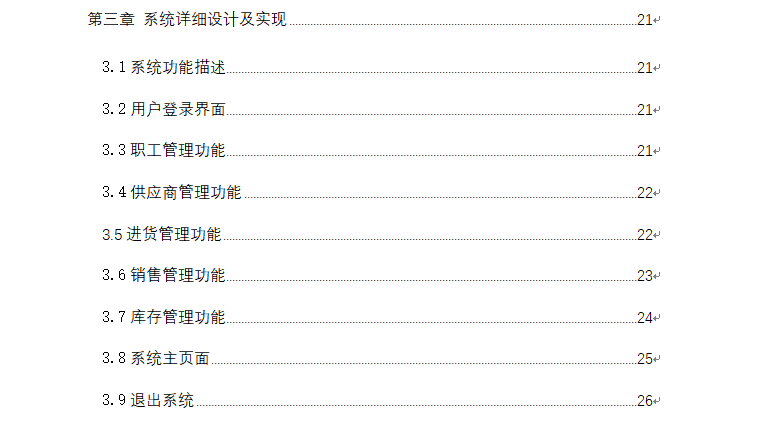 第三章 系统详细设计及实现 21
3.1 系统功能描述 21
3.2 用户登录界面 21
3.3 职工管理功能 21
3.4 供应商管理功能 22
3.5 进货管理功能 22
3.6 销售管理功能 23
3.7 库存管理功能 24
3.8 系统主页面 25
3.9 退出系统 26